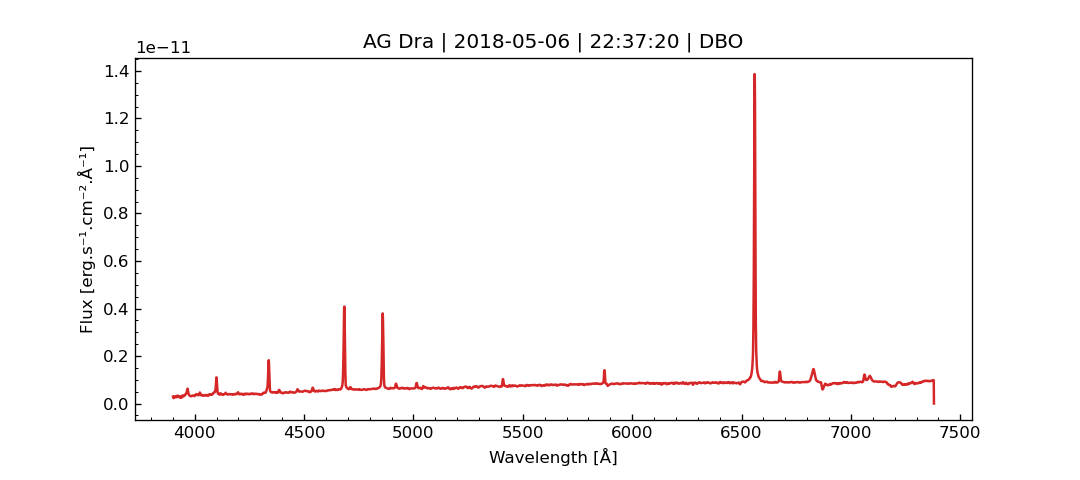 AG Dra | 2018-05-06 | 22:37:20 | DBO
1e−11
1.4
1.2
1.0
0.8
0.6
0.4
0.2
0.0
Flux [erg.s⁻¹.cm⁻².Å⁻¹]
4000 4500 5000 5500 6000 6500 7000 7500
Wavelength [Å]